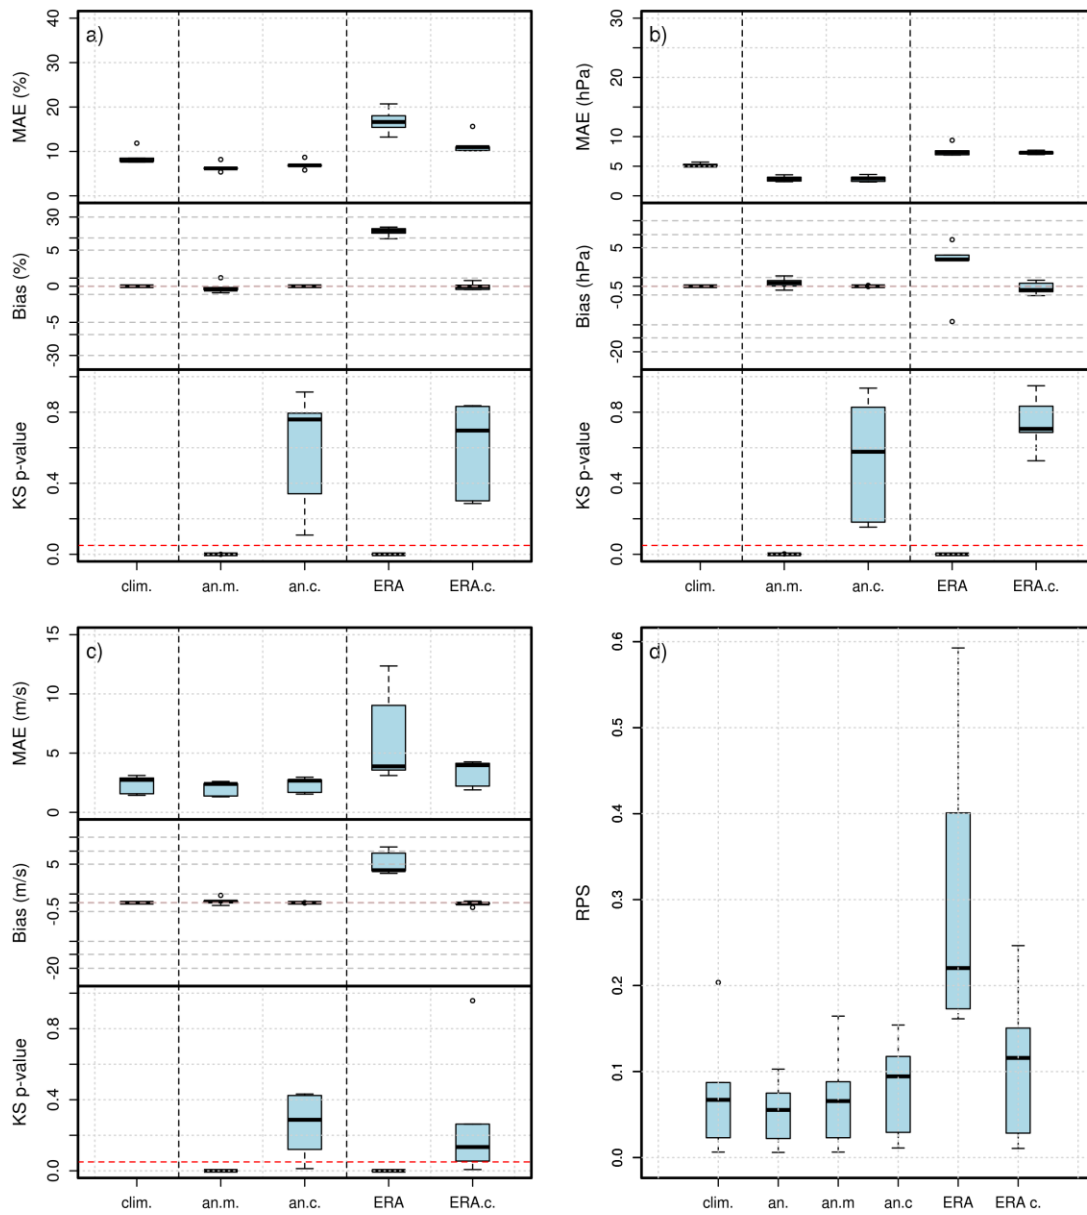 a)
MAE (%)
40
30
20
10
0
Bias (%)
30
5
0
-5
-30
KS p-value
0.8
0.4
0.0
clim. an.m. an.c. ERA ERA.c.
b)
MAE (hPa)
30
20
10
5
0
Bias (hPa)
5
-0.5
-20
KS p-value
0.8
0.4
0.0
clim. an.m. an.c. ERA ERA.c.
c)
MAE (m/s)
15
10
5
0
Bias (m/s)
5
-0.5
-20
KS p-value
0.8
0.4
0.0
clim. an.m. an.c. ERA ERA.c.
d)
RPS
0.6
0.5
0.4
0.3
0.2
0.1
0.0
clim. an. an.m an.c ERA ERA c.